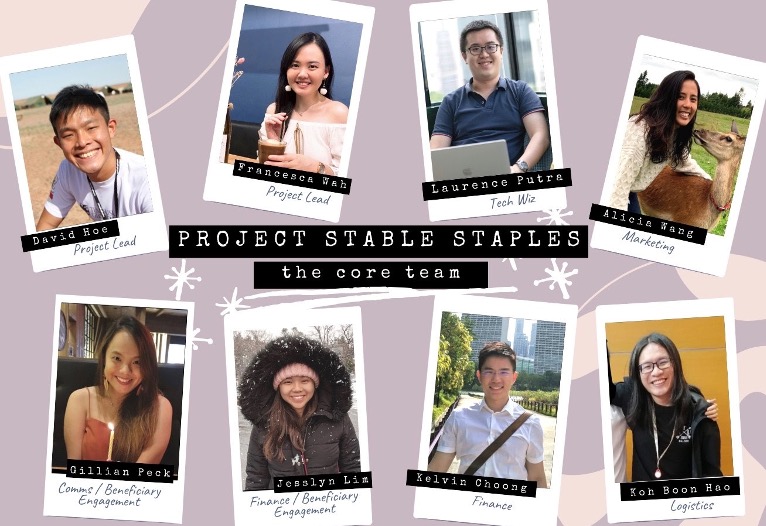 David Hoe
Project Lead
Francesca Wah
Project Lead
Laurence Putra
Tech Wiz
Alicia Wang
Marketing
PROJECT STABLE STAPLES
the core team
Gillian Peck
Comms / Beneficiary
Engagement
Jesslyn Lim
Finance / Beneficiary
Engagement
Kelvin Choong
Finance
Koh Boon Hao
Logistics